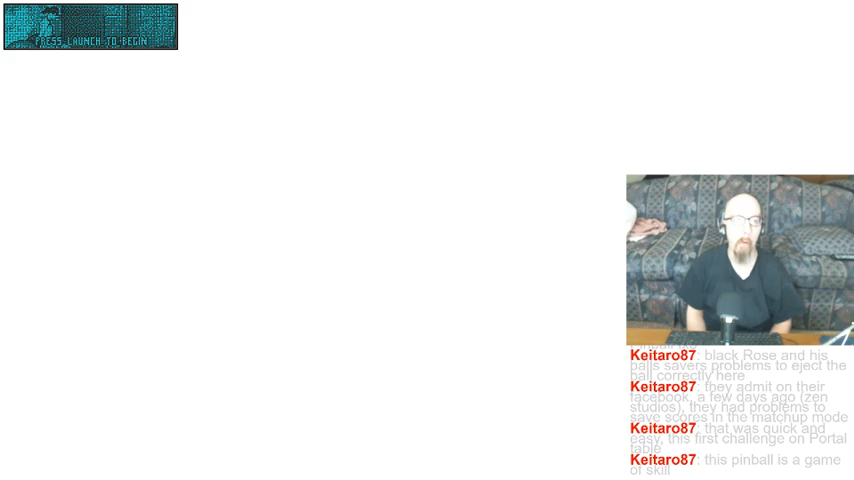 PRESS LAUNCH TO BEGIN
Keitaro87: black Rose and his
balls savers problems to eject the
ball correctly here
Keitaro87: they admit on their
facebook, a few days ago (zen
studios), they had problems to
save scores in the matchup mode
Keitaro87: that was quick and
easy, this first challenge on Portal
table
Keitaro87: this pinball is a game
of skill